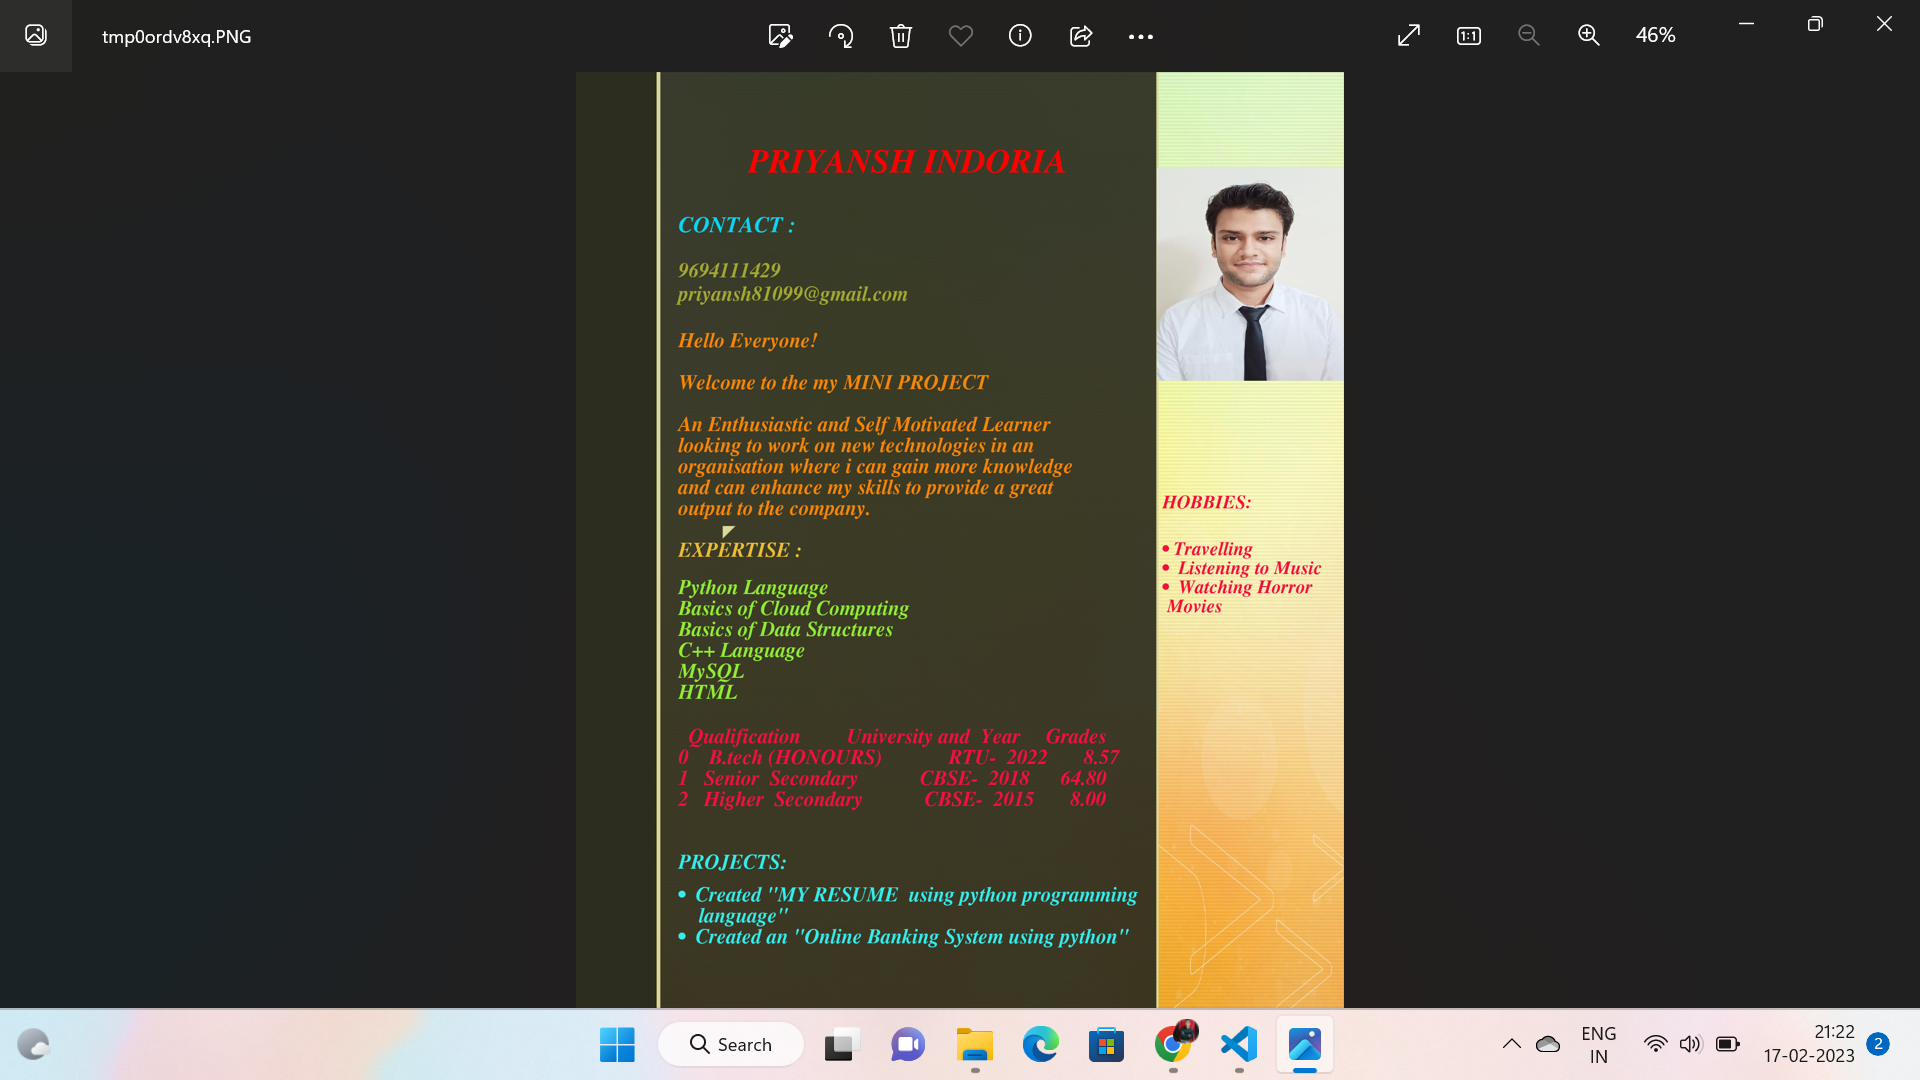 tmp0ordv8xq.PNG
1:1
46%
PRIYANSH INDORIA
CONTACT :
9694111429
priyansh81099@gmail.com
Hello Everyone!
Welcome to the my MINI PROJECT
An Enthusiastic and Self Motivated Learner
looking to work on new technologies in an
organisation where i can gain more knowledge
and can enhance my skills to provide a great
output to the company.
EXPERTISE :
Python Language
Basics of Cloud Computing
Basics of Data Structures
C++ Language
MySQL
HTML
Qualification University and Year Grades
0 B.tech (HONOURS) RTU- 2022 8.57
1 Senior Secondary CBSE- 2018 64.80
2 Higher Secondary CBSE- 2015 8.00
PROJECTS:
• Created "MY RESUME using python programming
language"
• Created an "Online Banking System using python"
HOBBIES:
• Travelling
• Listening to Music
• Watching Horror
Movies
Search
ENG
IN
21:22
17-02-2023
2